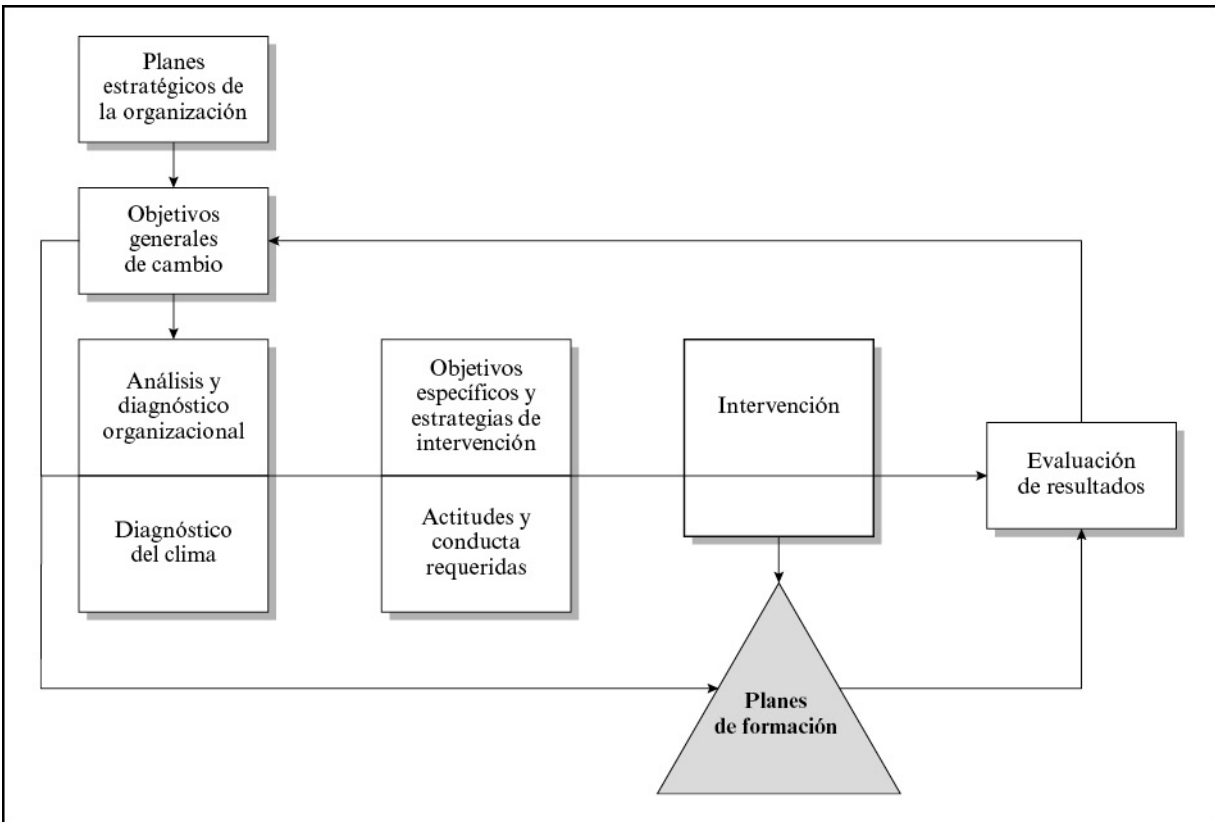 Planes
estratégicos de
la organización
Objetivos
generales
de cambio
Análisis y
diagnóstico
organizacional
Objetivos
específicos y
estrategias de
intervención
Intervención
Evaluación
de resultados
Diagnóstico
del clima
Actitudes y
conducta
requeridas
Planes
de formación